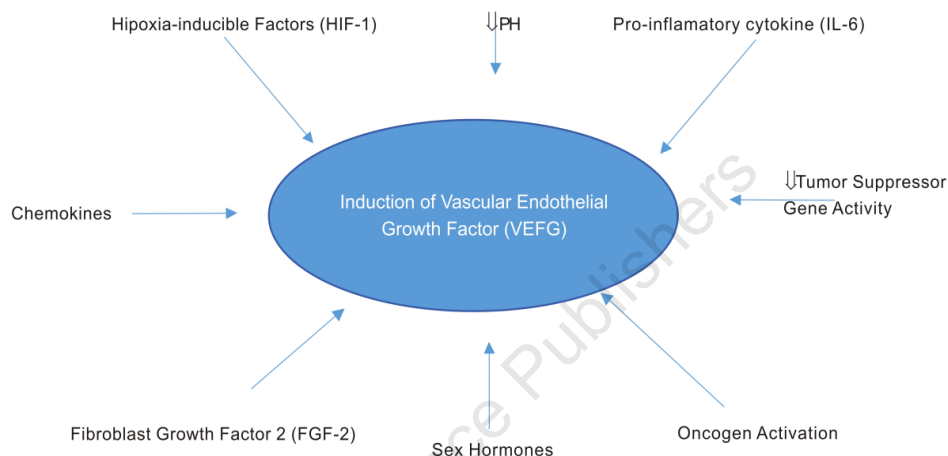 Hipoxia-inducible Factors (HIF-1)
⇓PH
Pro-inflamatory cytokine (IL-6)
Induction of Vascular Endothelial
Growth Factor (VEFG)
⇓Tumor Suppressor
Gene Activity
Chemokines
Fibroblast Growth Factor 2 (FGF-2)
Sex Hormones
Oncogen Activation
Publishers